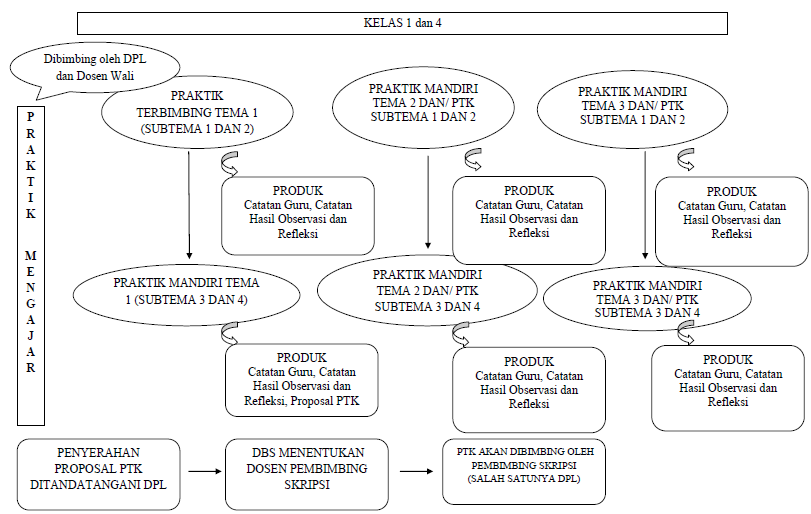 KELAS 1 dan 4
Dibimbing oleh DPL
dan Dosen Wali
PRAKTIK
TERBIMBING TEMA 1
(SUBTEMA 1 DAN 2)
PRAKTIK MANDIRI
TEMA 2 DAN/ PTK
SUBTEMA 1 DAN 2
PRAKTIK MANDIRI
TEMA 3 DAN/ PTK
SUBTEMA 1 DAN 2
PRAKTIK MENGAJAR
PRODUK
Catatan Guru, Catatan
Hasil Observasi dan
Refleksi
PRODUK
Catatan Guru, Catatan
Hasil Observasi dan
Refleksi
PRODUK
Catatan Guru, Catatan
Hasil Observasi dan
Refleksi
PRAKTIK MANDIRI TEMA
1 (SUBTEMA 3 DAN 4)
PRAKTIK MANDIRI
TEMA 2 DAN/ PTK
SUBTEMA 3 DAN 4
PRAKTIK MANDIRI
TEMA 3 DAN/ PTK
SUBTEMA 3 DAN 4
PRODUK
Catatan Guru, Catatan
Hasil Observasi dan
Refleksi, Proposal PTK
PRODUK
Catatan Guru, Catatan
Hasil Observasi dan
Refleksi
PRODUK
Catatan Guru, Catatan
Hasil Observasi dan
Refleksi
PENYERAHAN
PROPOSAL PTK
DITANDATANGANI DPL
DBS MENENTUKAN
DOSEN PEMBIMBING
SKRIPSI
PTK AKAN DIBIMBING OLEH
PEMBIMBING SKRIPSI
(SALAH SATUNYA DPL)